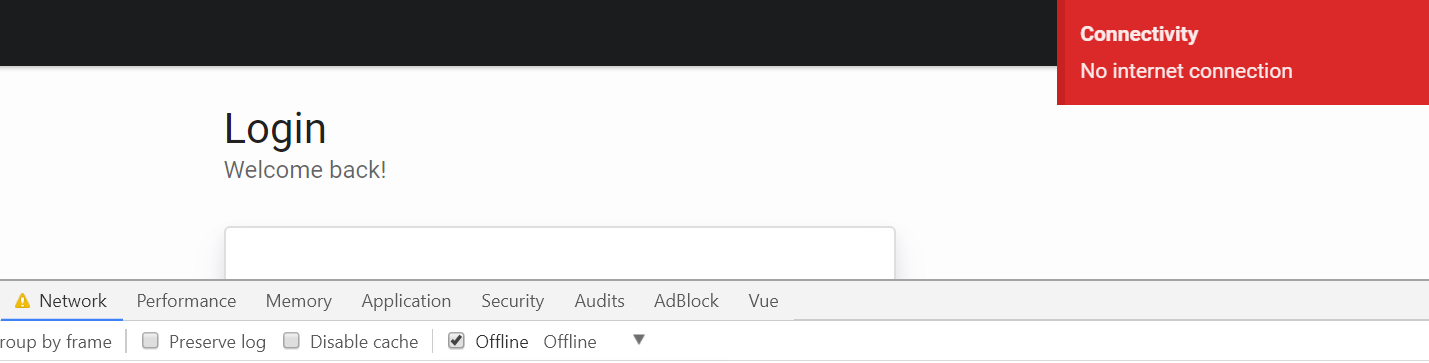 Connectivity
No internet connection
Login
Welcome back!
Network Performance Memory Application Security Audits AdBlock Vue
roup by frame Preserve log Disable cache Offline Offline